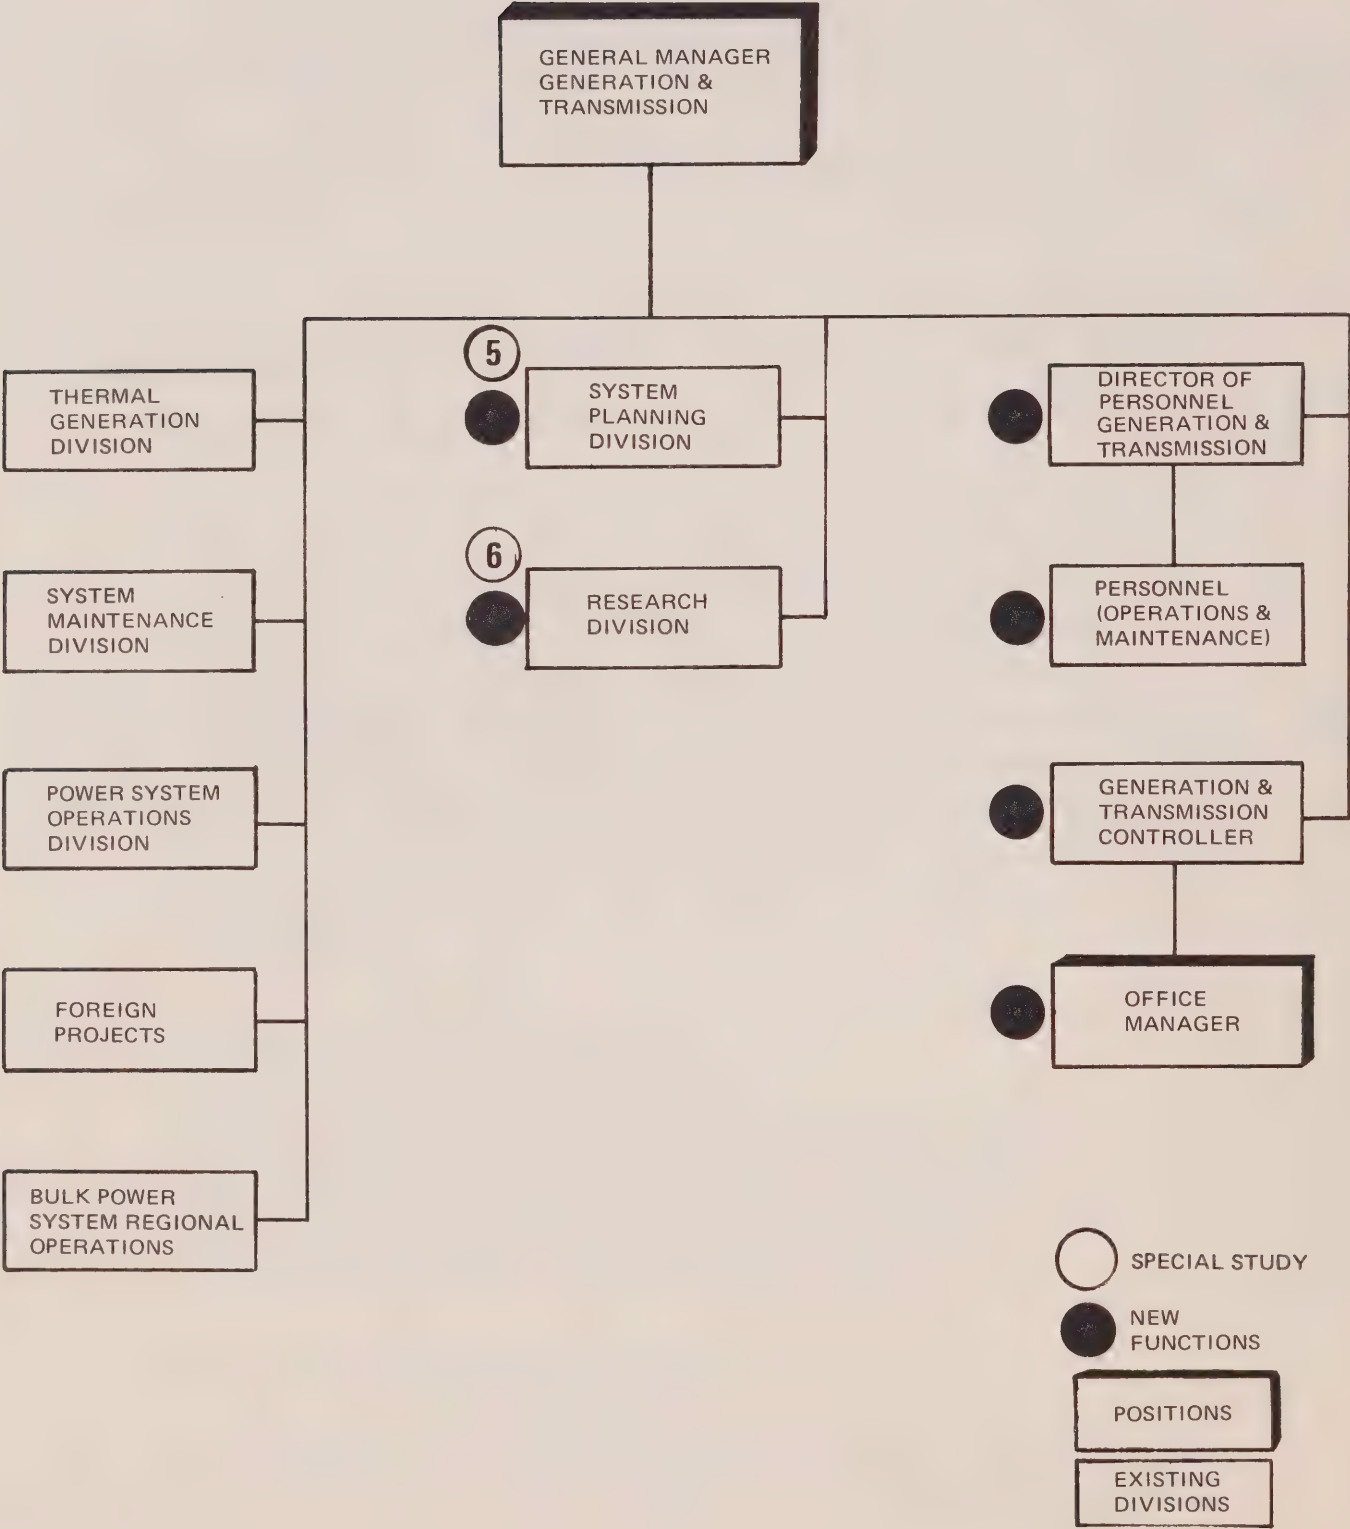 GENERAL MANAGER
GENERATION &
TRANSMISSION
THERMAL
GENERATION
DIVISION
SYSTEM
MAINTENANCE
DIVISION
POWER SYSTEM
OPERATIONS
DIVISION
FOREIGN
PROJECTS
BULK POWER
SYSTEM REGIONAL
OPERATIONS
5
SYSTEM
PLANNING
DIVISION
6
RESEARCH
DIVISION
DIRECTOR OF
PERSONNEL
GENERATION &
TRANSMISSION
PERSONNEL
(OPERATIONS &
MAINTENANCE)
GENERATION &
TRANSMISSION
CONTROLLER
OFFICE
MANAGER
SPECIAL STUDY
NEW
FUNCTIONS
POSITIONS
EXISTING
DIVISIONS